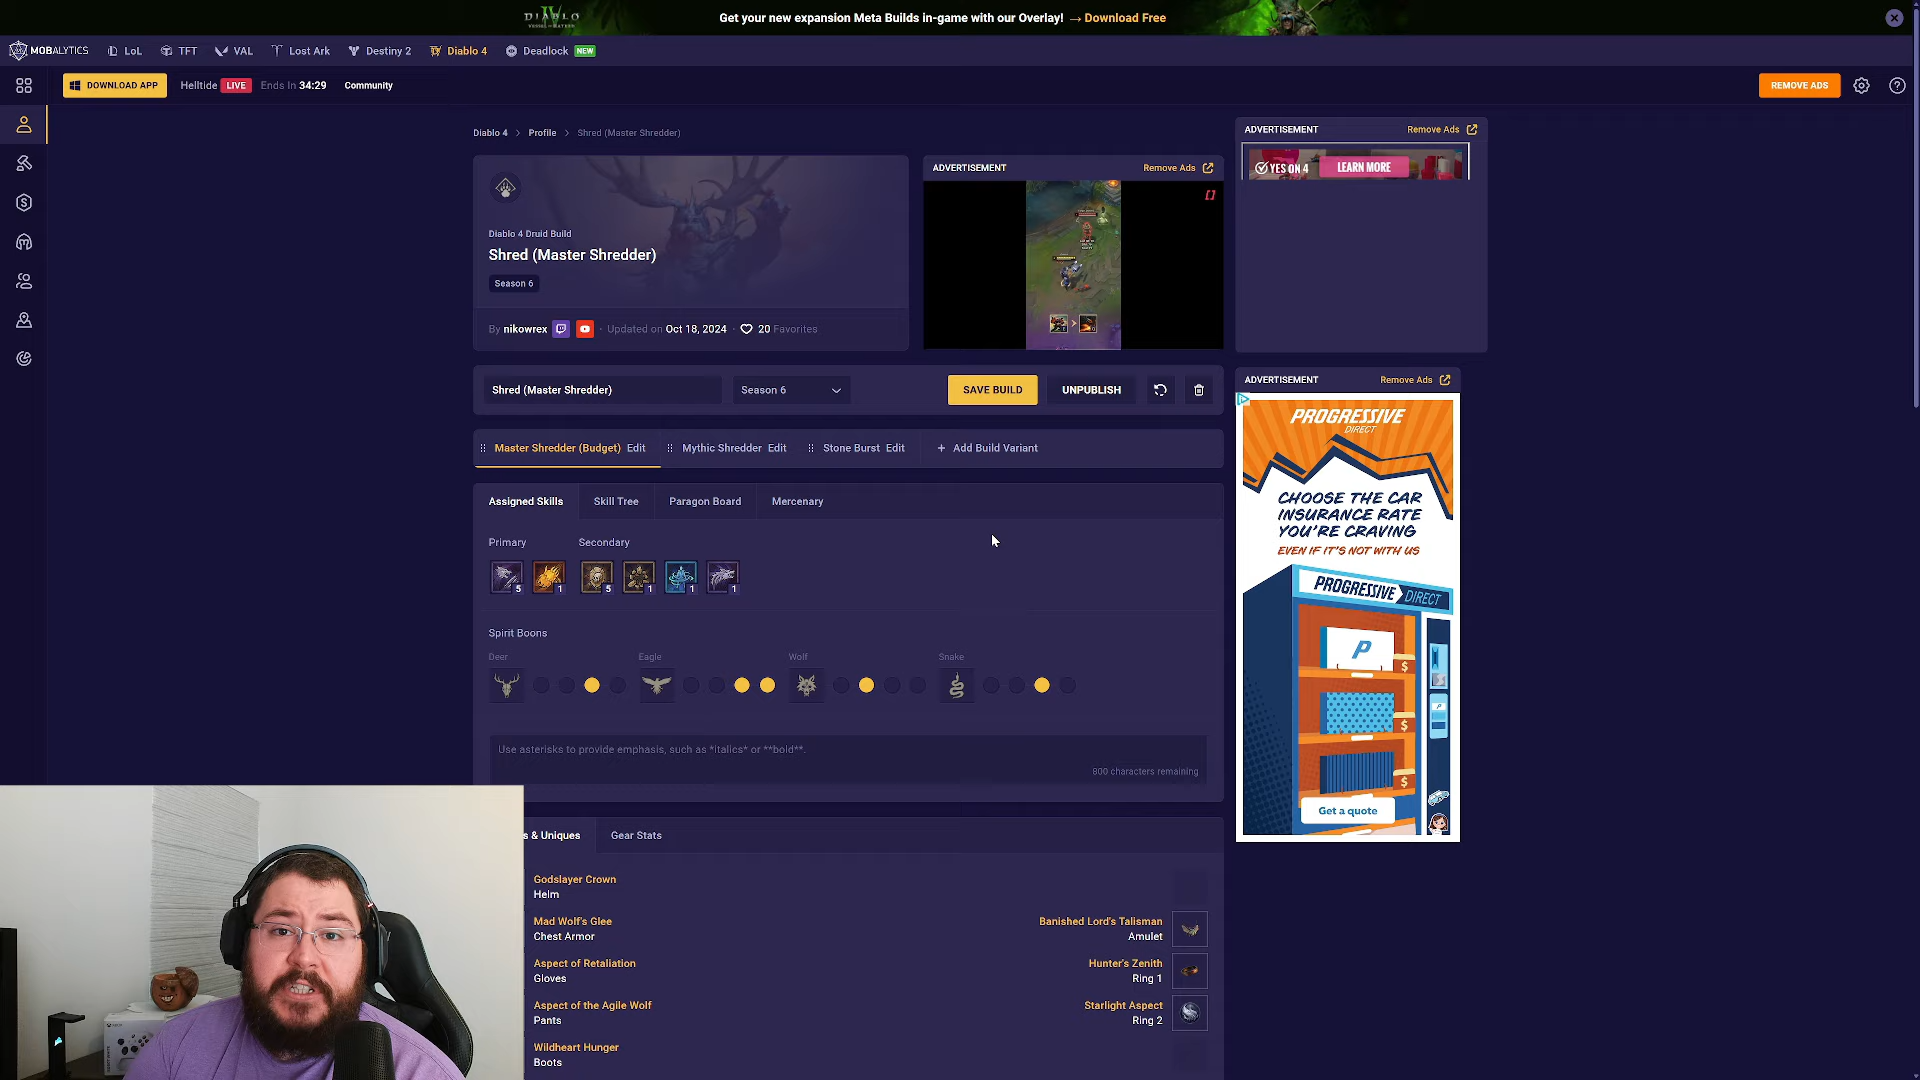 DIABLO
Get your new expansion Meta Builds in-game with our Overlay! → Download Free
MOBALYTICS
LoL
TFT
VAL
Lost Ark
Destiny 2
Diablo 4
Deadlock
NEW
DOWNLOAD APP
Helltide
LIVE
Ends In 34:29
Community
REMOVE ADS
Diablo 4 > Profile > Shred (Master Shredder)
Diablo 4 Druid Build
Shred (Master Shredder)
Season 6
By nikowrex
Updated on Oct 18, 2024
20 Favorites
ADVERTISEMENT
Remove Ads
ADVERTISEMENT
Remove Ads
YES ON 4
LEARN MORE
Shred (Master Shredder)
Season 6
SAVE BUILD
UNPUBLISH
Master Shredder (Budget) Edit
Mythic Shredder Edit
Stone Burst Edit
+ Add Build Variant
Assigned Skills
Skill Tree
Paragon Board
Mercenary
Primary
Secondary
5
1
5
1
1
1
Spirit Boons
Deer
Eagle
Wolf
Snake
Use asterisks to provide emphasis, such as *italics* or **bold**.
800 characters remaining
s & Uniques
Gear Stats
Godslayer Crown
Helm
Mad Wolf's Glee
Chest Armor
Aspect of Retaliation
Gloves
Aspect of the Agile Wolf
Pants
Wildheart Hunger
Boots
Banished Lord's Talisman
Amulet
Hunter's Zenith
Ring 1
Starlight Aspect
Ring 2
ADVERTISEMENT
Remove Ads
PROGRESSIVE
DIRECT
CHOOSE THE CAR
INSURANCE RATE
YOU'RE CRAVING
EVEN IF IT'S NOT WITH US
PROGRESSIVE DIRECT
P
$
$
$
Get a quote